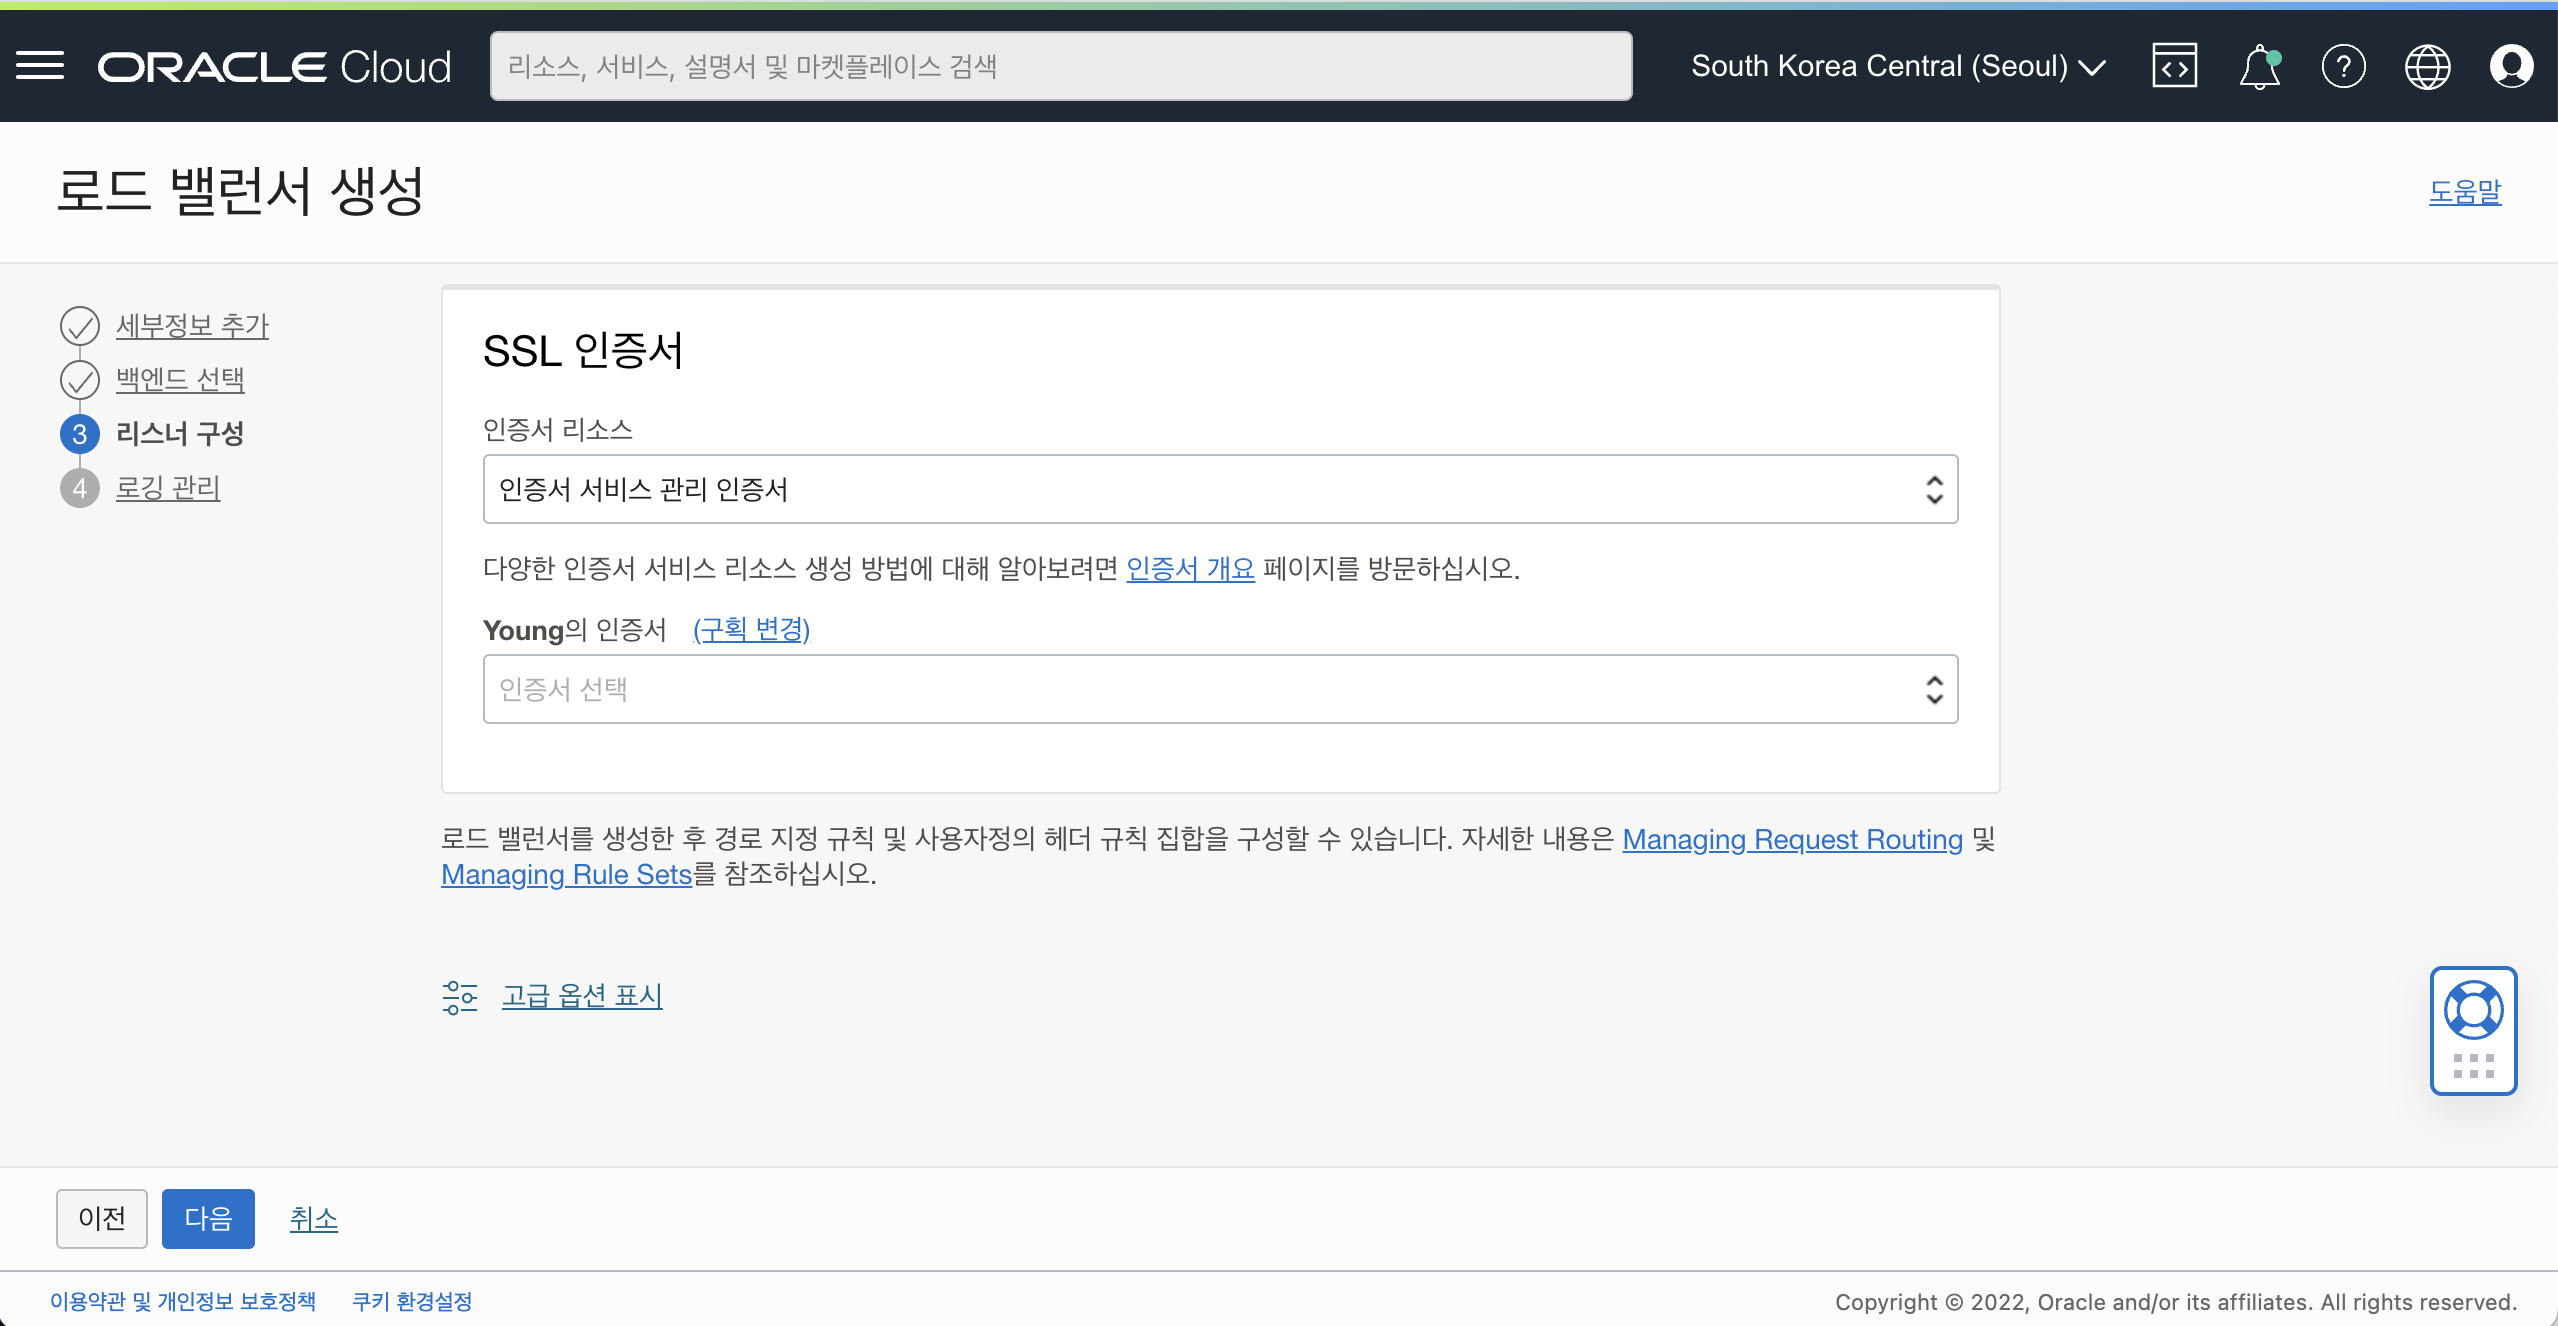 ORACLE Cloud
리소스, 서비스, 설명서 및 마켓플레이스 검색
South Korea Central (Seoul)
로드 밸런서 생성
도움말
세부정보 추가
백엔드 선택
3 리스너 구성
4 로깅 관리
SSL 인증서
인증서 리소스
인증서 서비스 관리 인증서
다양한 인증서 서비스 리소스 생성 방법에 대해 알아보려면 인증서 개요 페이지를 방문하십시오.
Young의 인증서 (구획 변경)
인증서 선택
로드 밸런서를 생성한 후 경로 지정 규칙 및 사용자정의 헤더 규칙 집합을 구성할 수 있습니다. 자세한 내용은 Managing Request Routing 및
Managing Rule Sets를 참조하십시오.
고급 옵션 표시
이전 다음 취소
이용약관 및 개인정보 보호정책 쿠키 환경설정
Copyright © 2022, Oracle and/or its affiliates. All rights reserved.